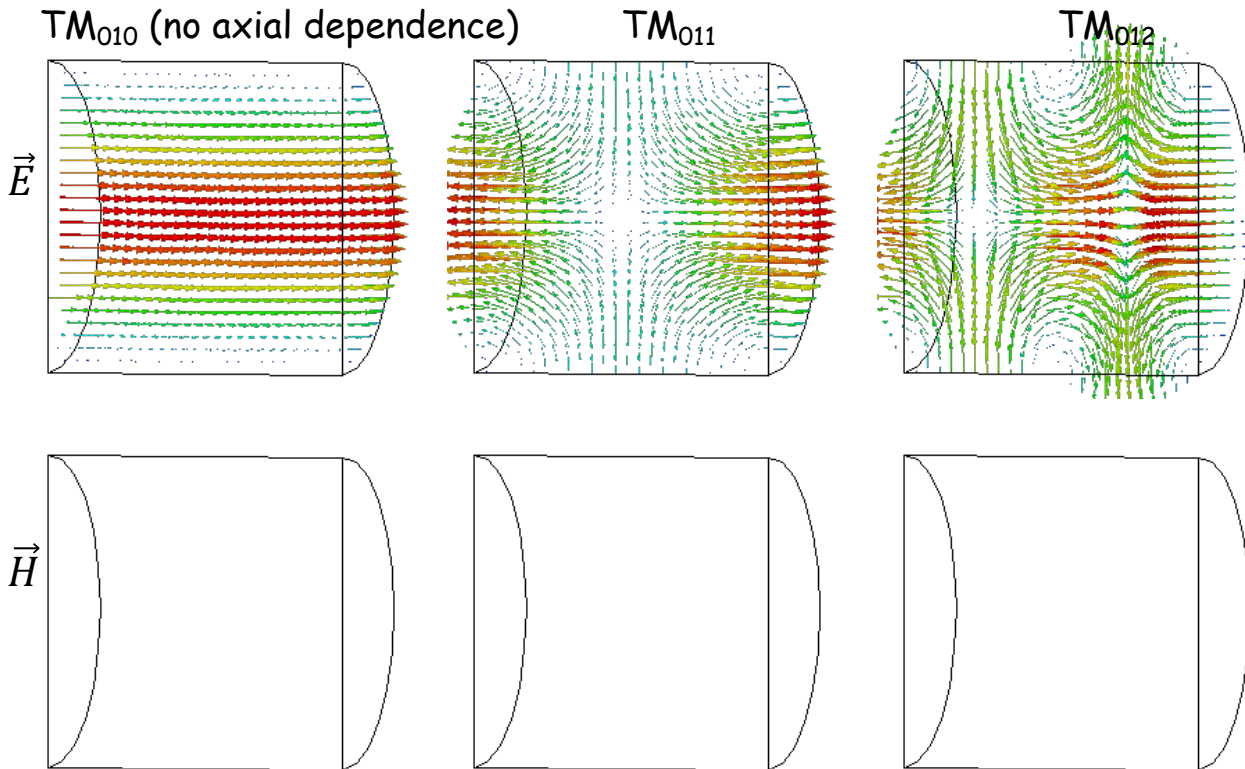 TM₀₁₀ (no axial dependence)
TM₀₁₁
TM₀₁₂
E⃗
H⃗